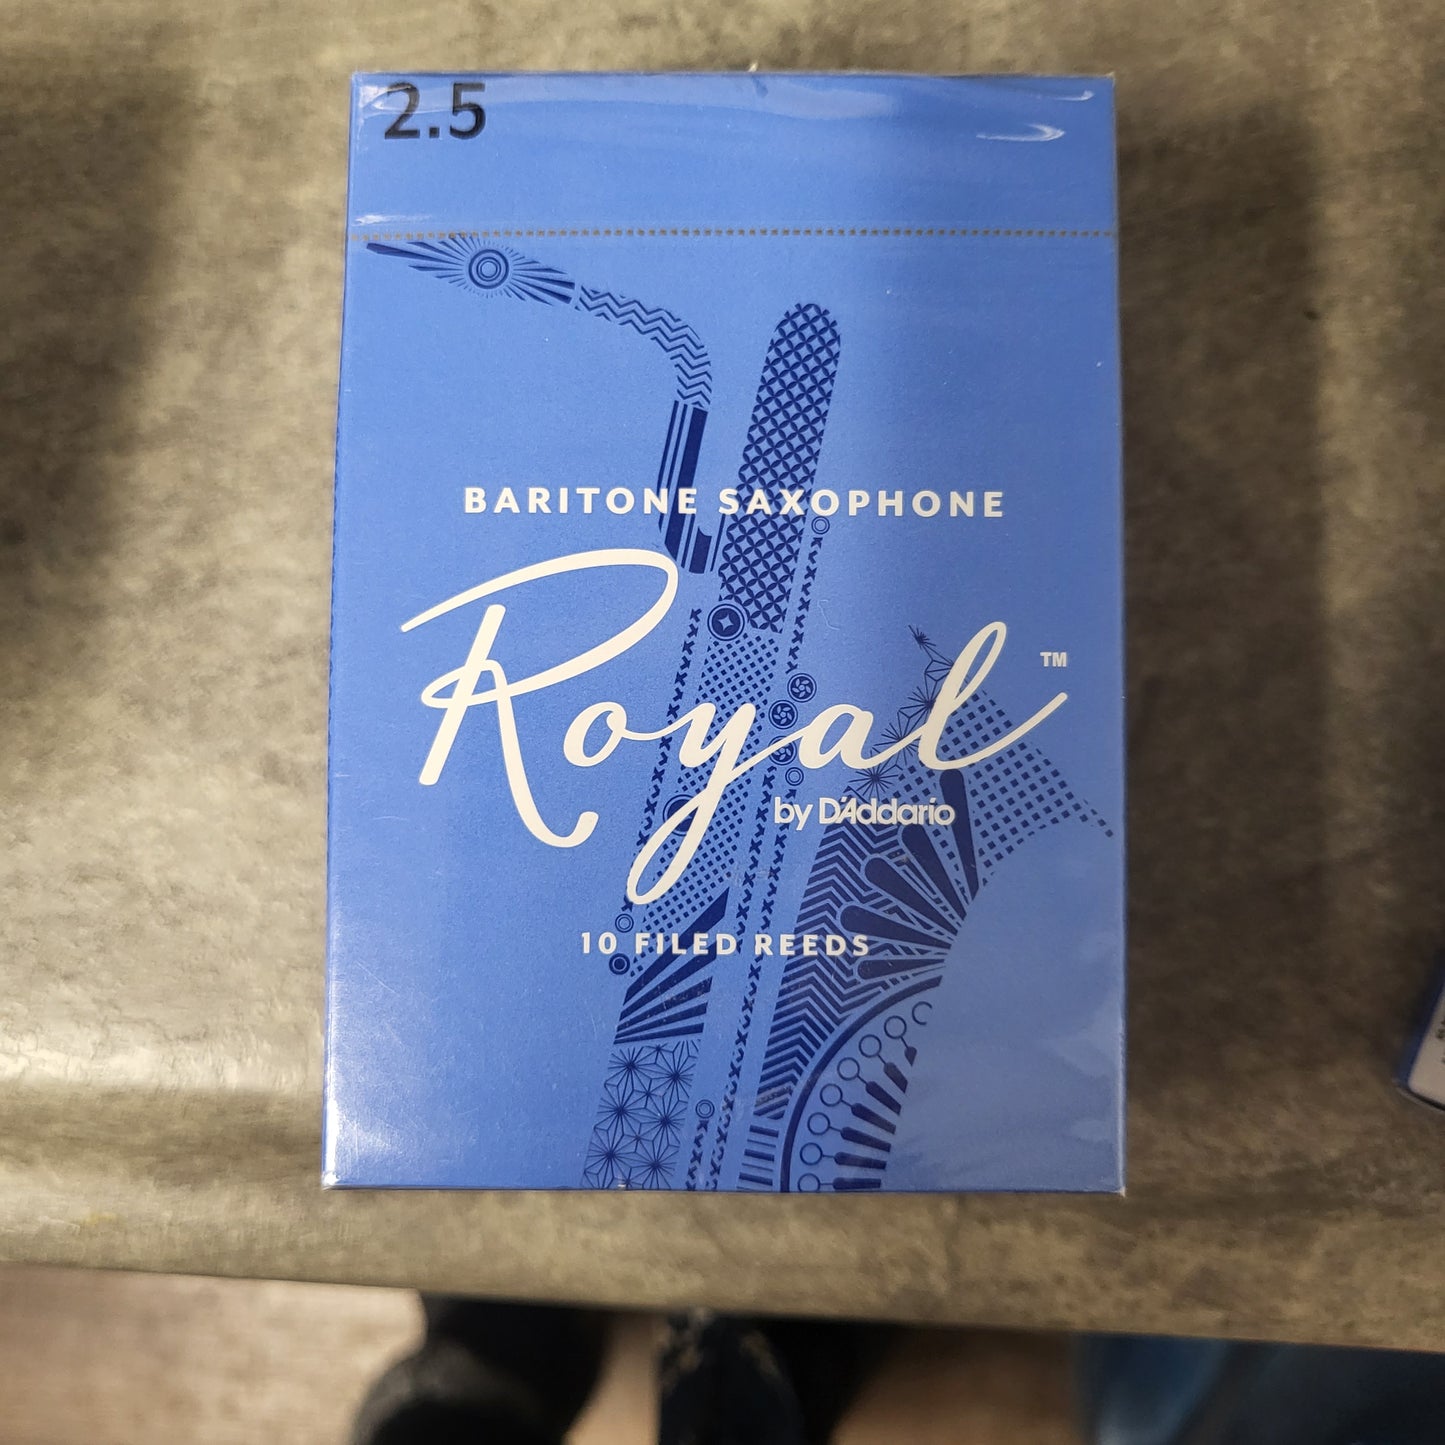 2.5
BARITONE SAXOPHONE
Royal™
by D'Addario
10 FILED REEDS